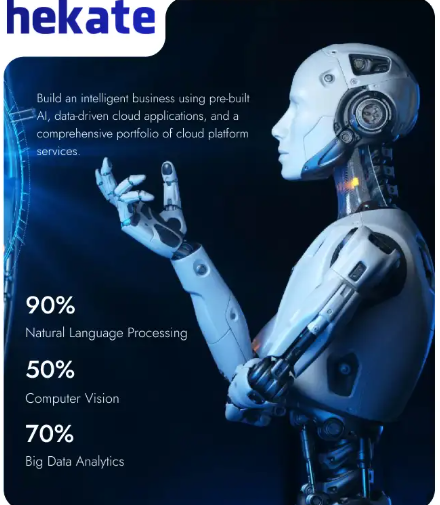 hekate
Build an intelligent business using pre-built
AI, data-driven cloud applications, and a
comprehensive portfolio of cloud platform
services.
90%
Natural Language Processing
50%
Computer Vision
70%
Big Data Analytics